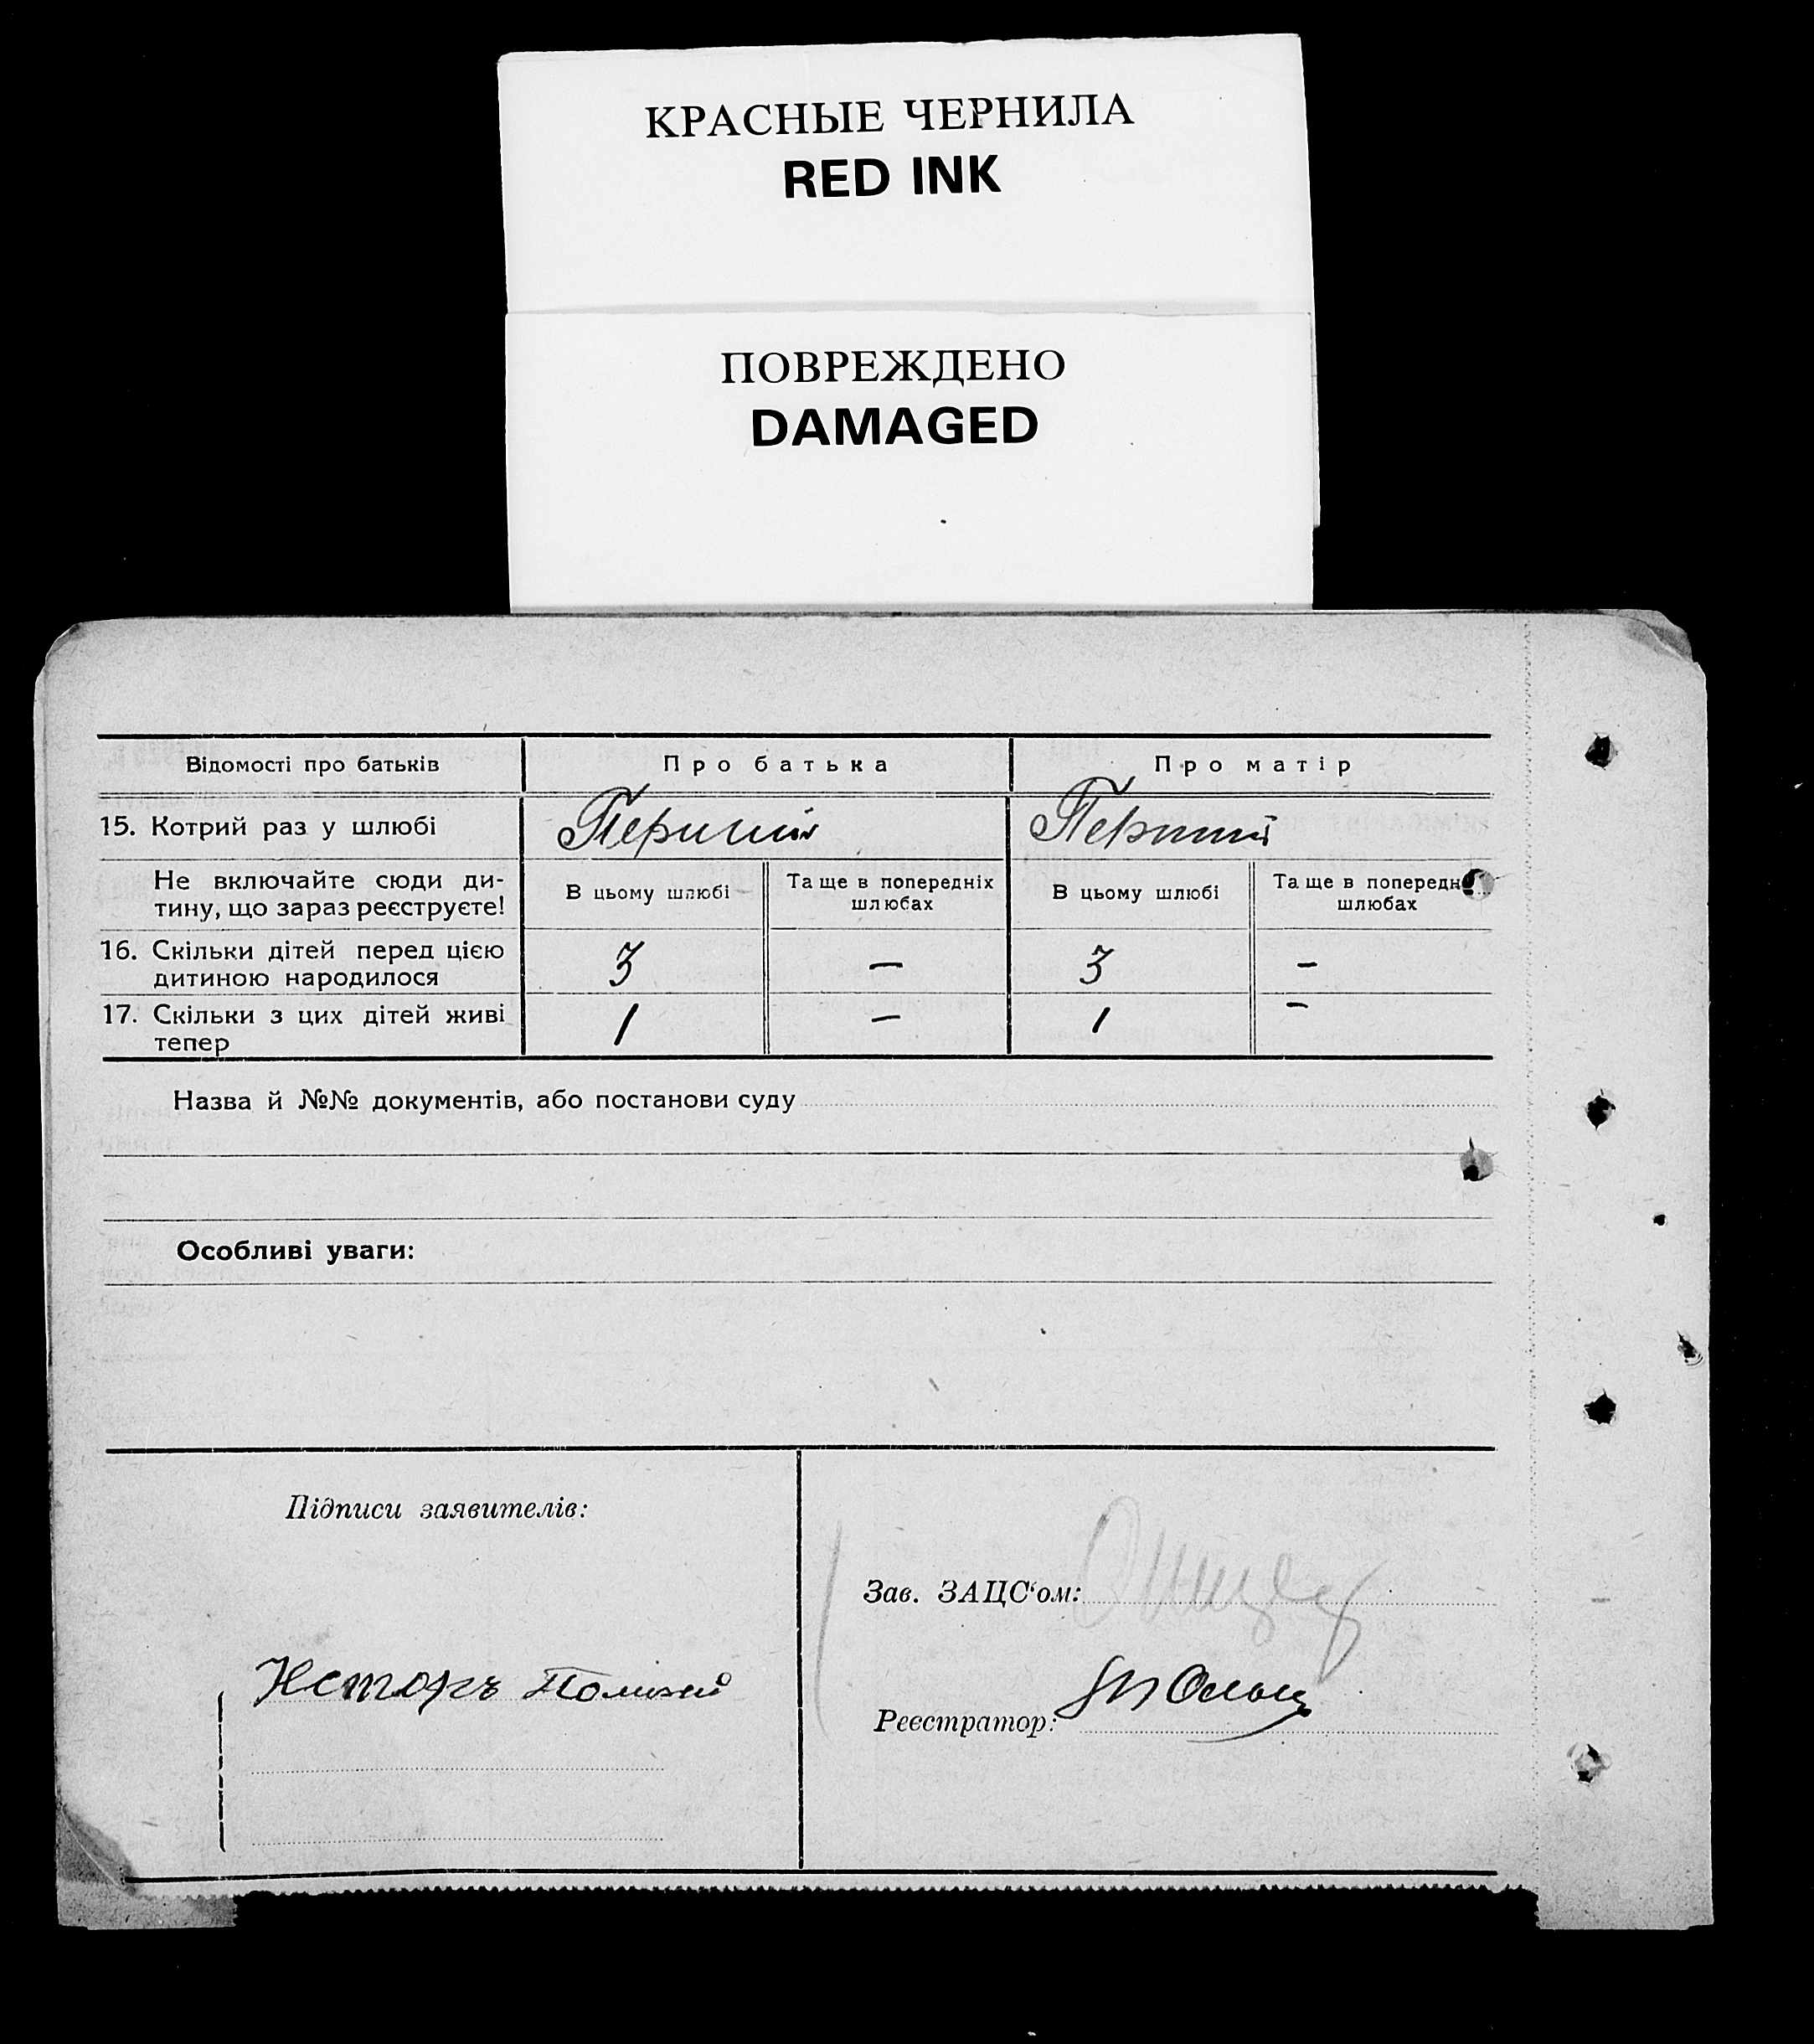 КРАСНЫЕ ЧЕРНИЛА
RED INK
ПОВРЕЖДЕНО
DAMAGED
Відомості про батьків Про батька Про матір
15. Котрий раз у шлюбі Перший Перший
Не включайте сюди ди-
тину, що зараз реєструєте!
В цьому шлюбі
Та ще в попередніх
шлюбах
В цьому шлюбі
Та ще в попередн
шлюбах
16. Скільки дітей перед цією
дитиною народилося
3 – 3 –
17. Скільки з цих дітей живі
тепер
1 – 1 –
Назва й №№ документів, або постанови суду
Особливі уваги:
Підписи заявителів:
Несторъ
Зав. ЗАЦС‘ом:
Реєстратор: